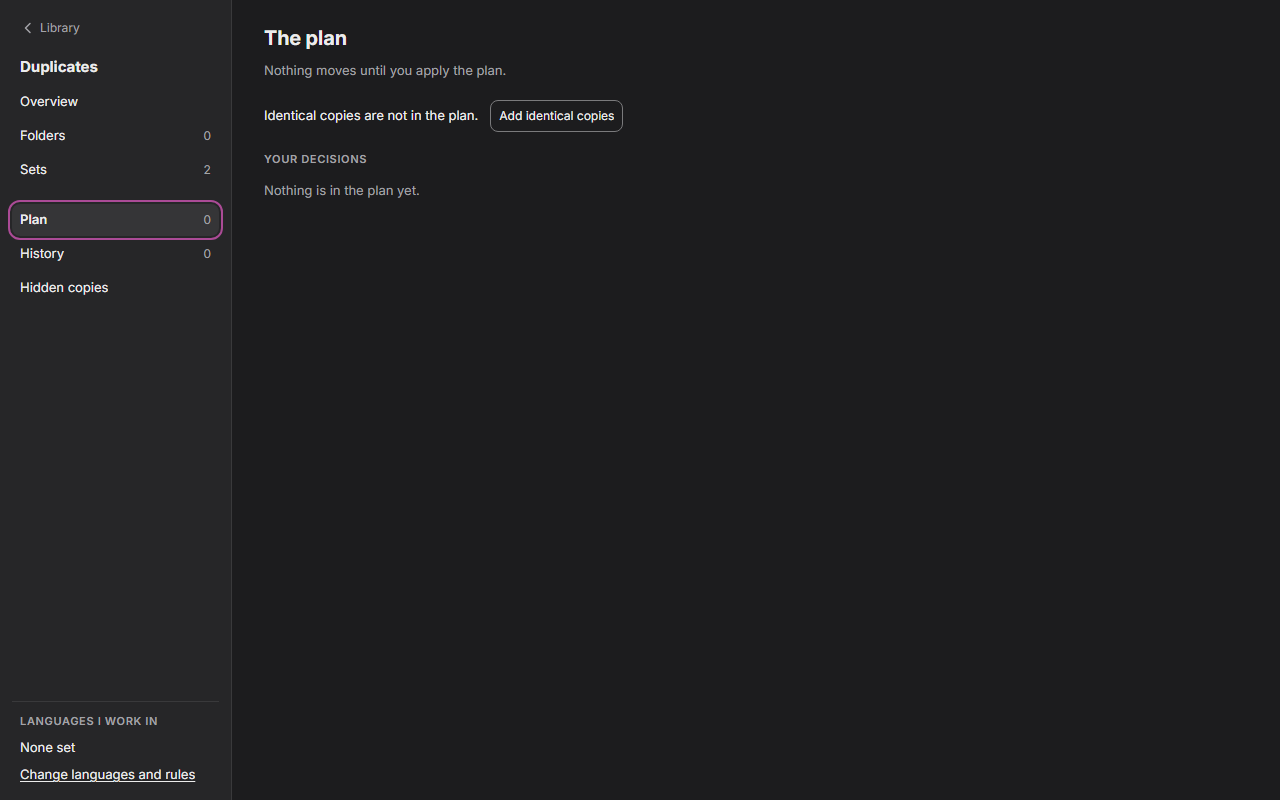 Library
Duplicates
Overview
Folders 0
Sets 2
Plan 0
History 0
Hidden copies
LANGUAGES I WORK IN
None set
Change languages and rules
The plan
Nothing moves until you apply the plan.
Identical copies are not in the plan. Add identical copies
YOUR DECISIONS
Nothing is in the plan yet.